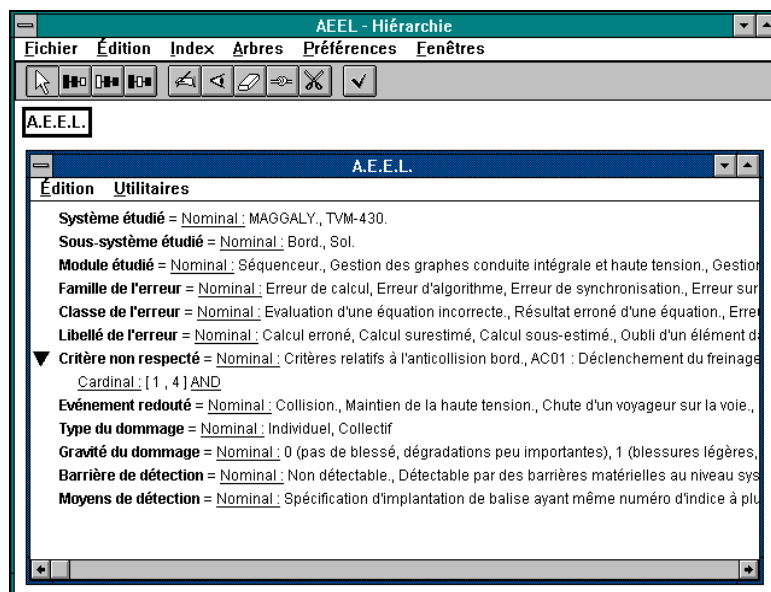 AEEL - Hiérarchie
Fichier Édition Index Arbres Préférences Fenêtres
A.E.E.L.
A.E.E.L.
Édition Utilitaires
Système étudié = Nominal : MAGGALY., TVM-430.
Sous-système étudié = Nominal : Bord., Sol.
Module étudié = Nominal : Séquenceur., Gestion des graphes conduite intégrale et haute tension., Gestion
Famille de l'erreur = Nominal : Erreur de calcul, Erreur d'algorithme, Erreur de synchronisation., Erreur sur
Classe de l'erreur = Nominal : Evaluation d'une équation incorrecte., Résultat erroné d'une équation., Erre
Libellé de l'erreur = Nominal : Calcul erroné, Calcul surestimé, Calcul sous-estimé., Oubli d'un élément da
Critère non respecté = Nominal : Critères relatifs à l'anticollision bord., AC01 : Déclenchement du freinage
Cardinal : [ 1 , 4 ] AND
Evénement redouté = Nominal : Collision., Maintien de la haute tension., Chute d'un voyageur sur la voie.,
Type du dommage = Nominal : Individuel, Collectif
Gravité du dommage = Nominal : 0 (pas de blessé, dégradations peu importantes), 1 (blessures légères,
Barrière de détection = Nominal : Non détectable., Détectable par des barrières matérielles au niveau sys
Moyens de détection = Nominal : Spécification d'implantation de balise ayant même numéro d'indice à plu